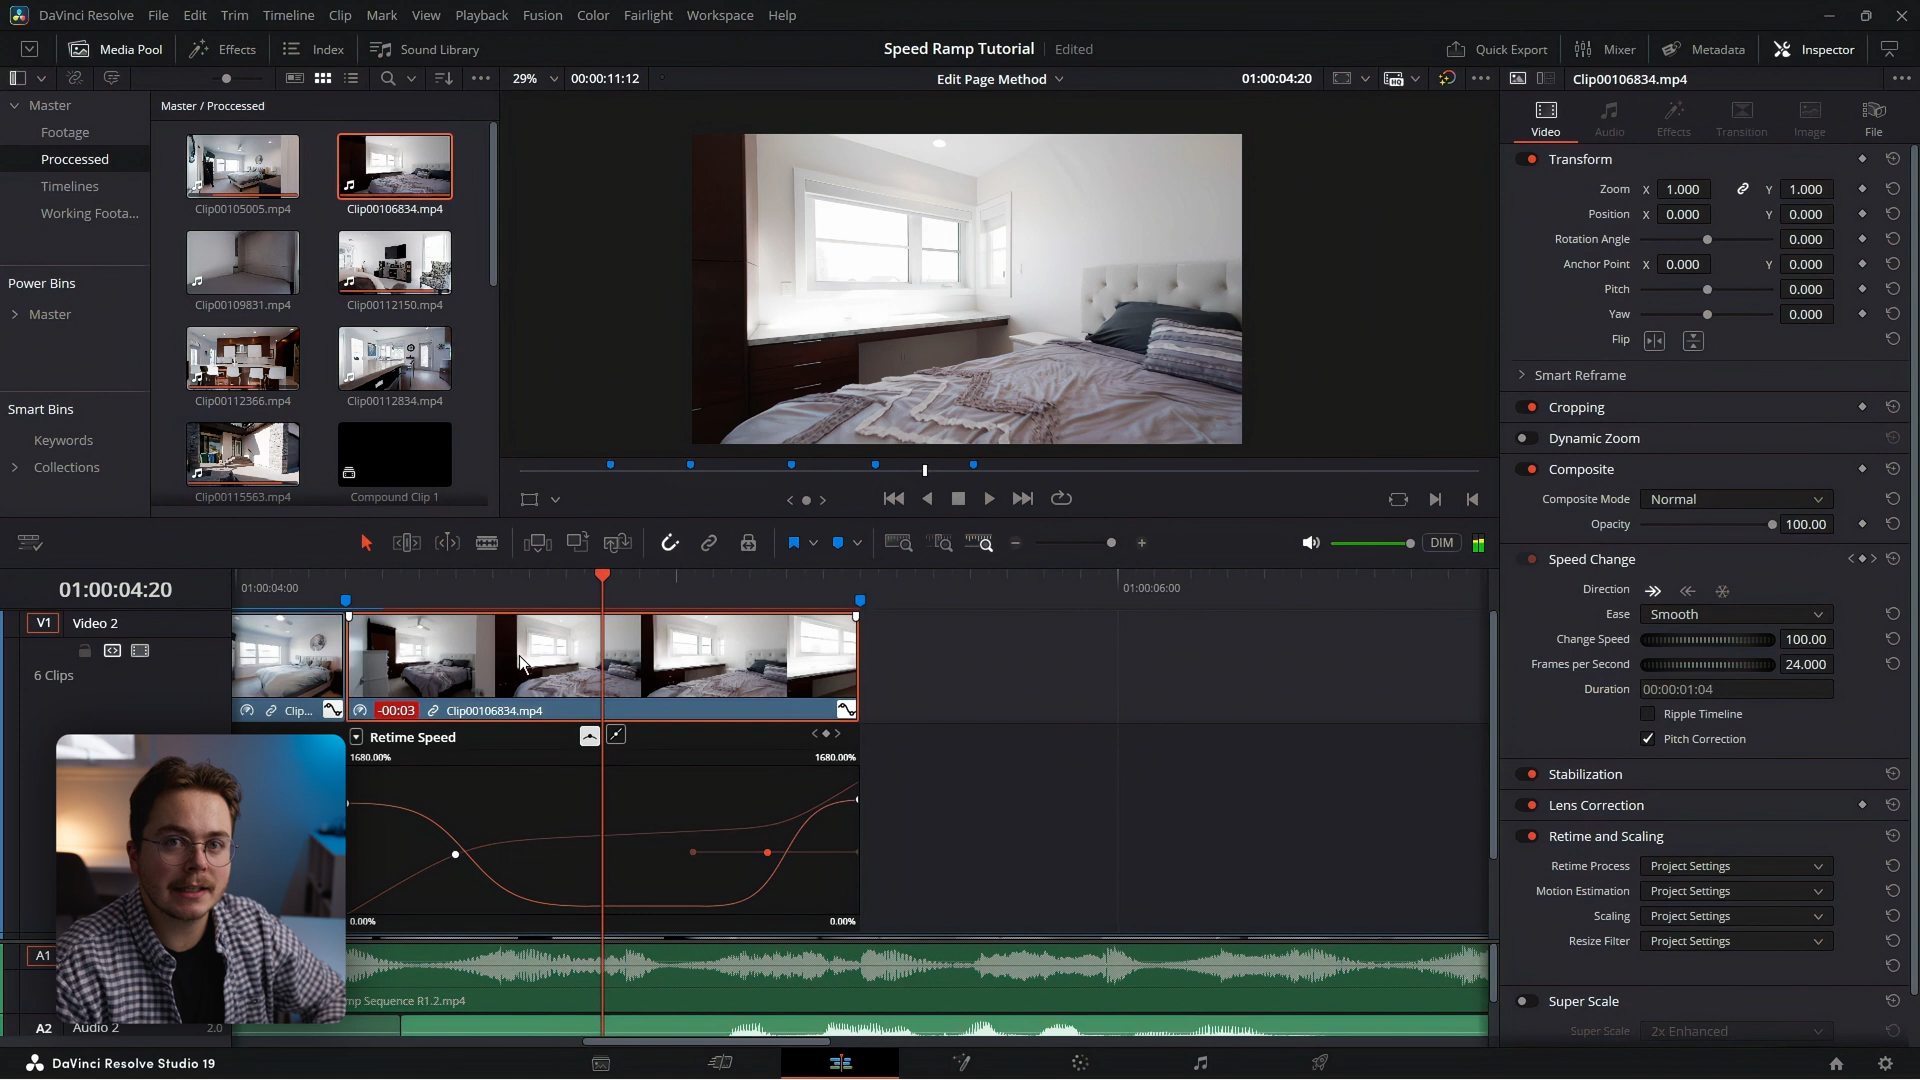 DaVinci Resolve File Edit Trim Timeline Clip Mark View Playback Fusion Color Fairlight Workspace Help
Media Pool Effects Index Sound Library Speed Ramp Tutorial Edited Quick Export Mixer Metadata Inspector
29% 00:00:11:12 Edit Page Method 01:00:04:20 Clip00106834.mp4
Master
Footage
Proccessed
Timelines
Working Foota...
Power Bins
Master
Smart Bins
Keywords
Collections
Master / Proccessed
Clip00105005.mp4 Clip00106834.mp4
Clip00109831.mp4 Clip00112150.mp4
Clip00112366.mp4 Clip00112834.mp4
Clip00115563.mp4 Compound Clip 1
Video Audio Effects Transition Image File
Transform
Zoom X 1.000 Y 1.000
Position X 0.000 Y 0.000
Rotation Angle 0.000
Anchor Point X 0.000 Y 0.000
Pitch 0.000
Yaw 0.000
Flip
Smart Reframe
Cropping
Dynamic Zoom
Composite
Composite Mode Normal
Opacity 100.00
Speed Change
Direction
Ease Smooth
Change Speed 100.00
Frames per Second 24.000
Duration 00:00:01:04
Ripple Timeline
Pitch Correction
Stabilization
Lens Correction
Retime and Scaling
Retime Process Project Settings
Motion Estimation Project Settings
Scaling Project Settings
Resize Filter Project Settings
Super Scale
Super Scale 2x Enhanced
DIM
01:00:04:20 01:00:04:00 01:00:06:00
V1 Video 2
6 Clips
Clip... -00:03 Clip00106834.mp4
Retime Speed
1680.00% 1680.00%
0.00% 0.00%
A1
mp Sequence R1.2.mp4
A2 Audio 2 2.0
DaVinci Resolve Studio 19